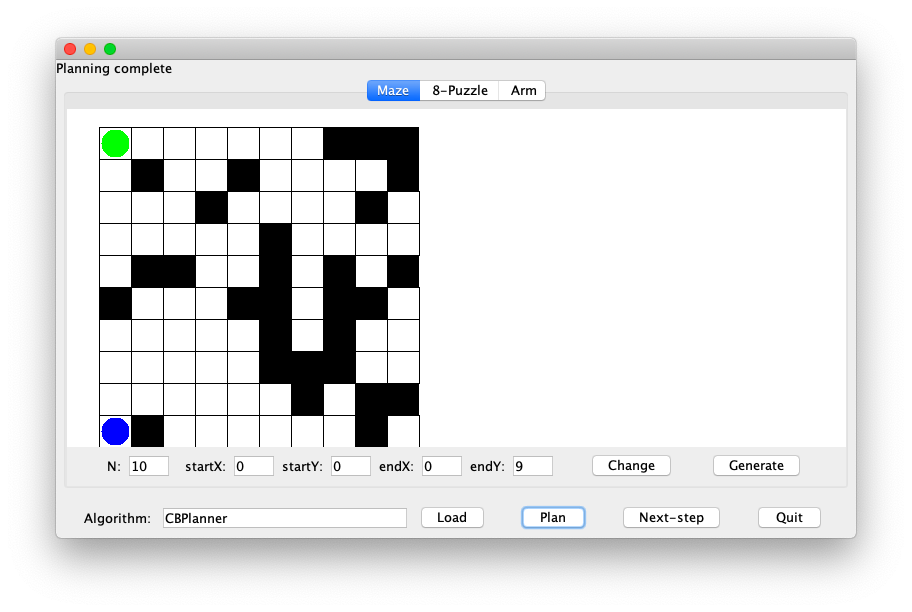 Planning complete
Maze 8-Puzzle Arm
N: 10 startX: 0 startY: 0 endX: 0 endY: 9 Change Generate
Algorithm: CBPlanner Load Plan Next-step Quit